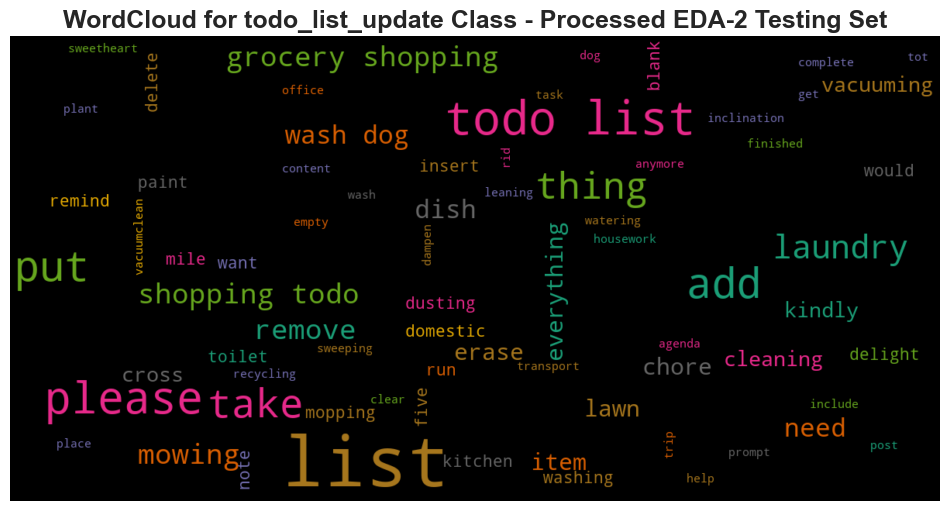 WordCloud for todo_list_update Class - Processed EDA-2 Testing Set
sweetheart
grocery shopping
dog
blank
complete
tot
delete
office
task
get
vacuuming
plant
todo list
inclination
wash dog
finished
content
insert
rid
anymore
would
paint
wash
leaning
thing
remind
vacuumclean
dish
empty
dampen
watering
housework
everything
laundry
put
mile
want
add
shopping todo
dusting
kindly
remove
domestic
toilet
sweeping
erase
agenda
cleaning
delight
cross
recycling
run
transport
chore
please
take
mopping
clear
five
lawn
include
need
place
mowing
note
list
kitchen
item
washing
trip
prompt
post
help